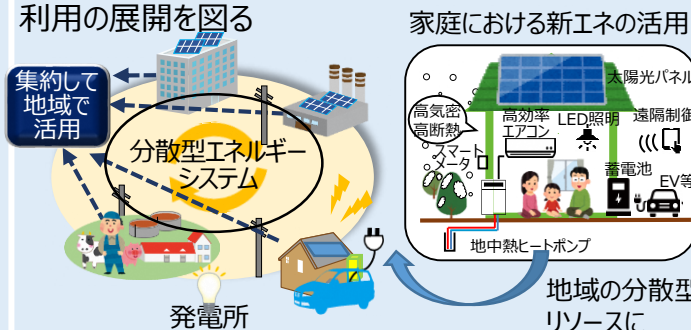 利用の展開を図る
家庭における新エネの活用
集約して
地域で
活用
分散型エネルギー
システム
発電所
太陽光パネル
高気密
高断熱
高効率
エアコン
LED照明
遠隔制御
スマート
メータ
蓄電池
EV等
地中熱ヒートポンプ
地域の分散型
リソースに